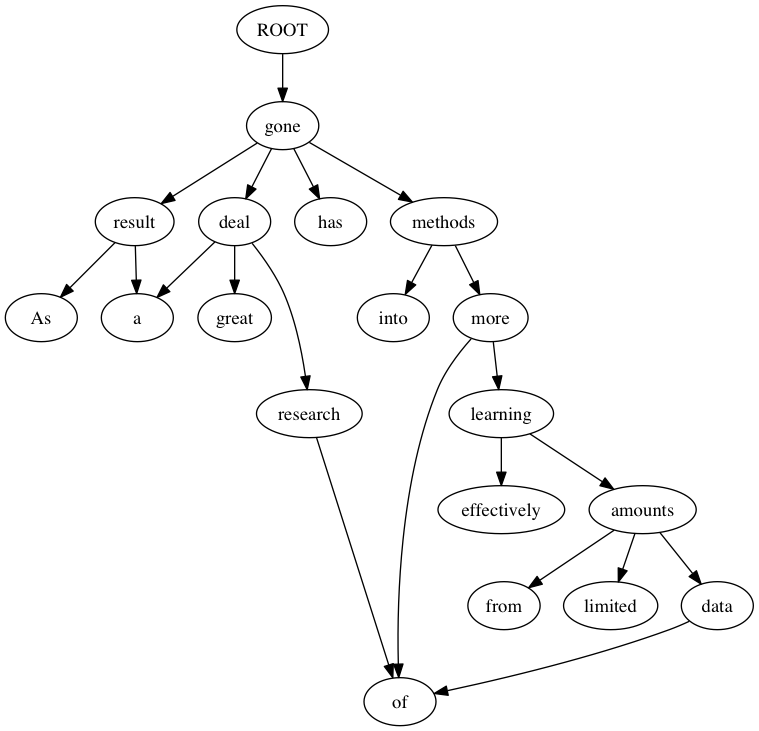 ROOT
gone
result
deal
has
methods
As
a
great
into
more
research
learning
effectively
amounts
from
limited
data
of